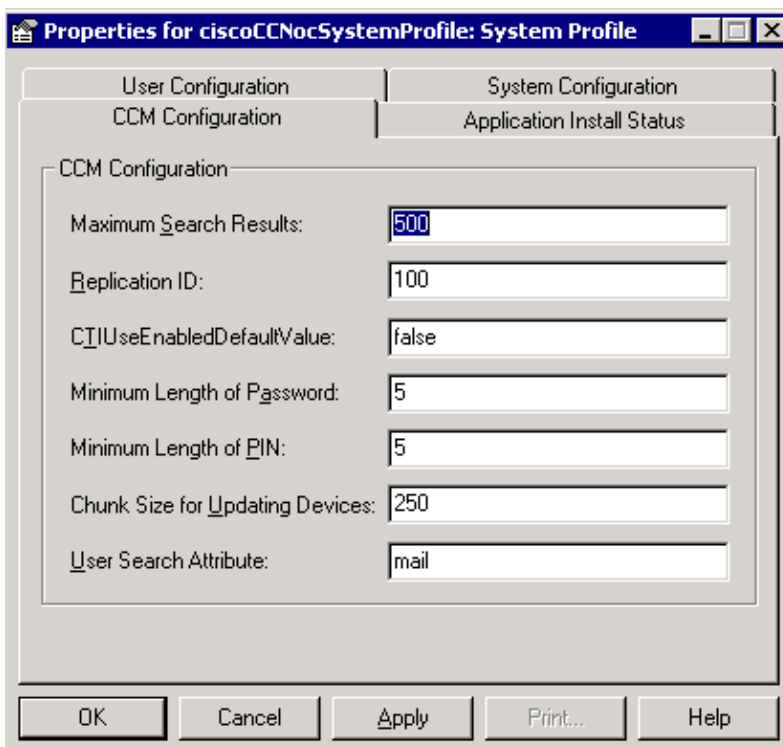 Properties for ciscoCCNocSystemProfile: System Profile
User Configuration System Configuration
CCM Configuration Application Install Status
CCM Configuration
Maximum Search Results: 500
Replication ID: 100
CTIUseEnabledDefaultValue: false
Minimum Length of Password: 5
Minimum Length of PIN: 5
Chunk Size for Updating Devices: 250
User Search Attribute: mail
OK Cancel Apply Print... Help